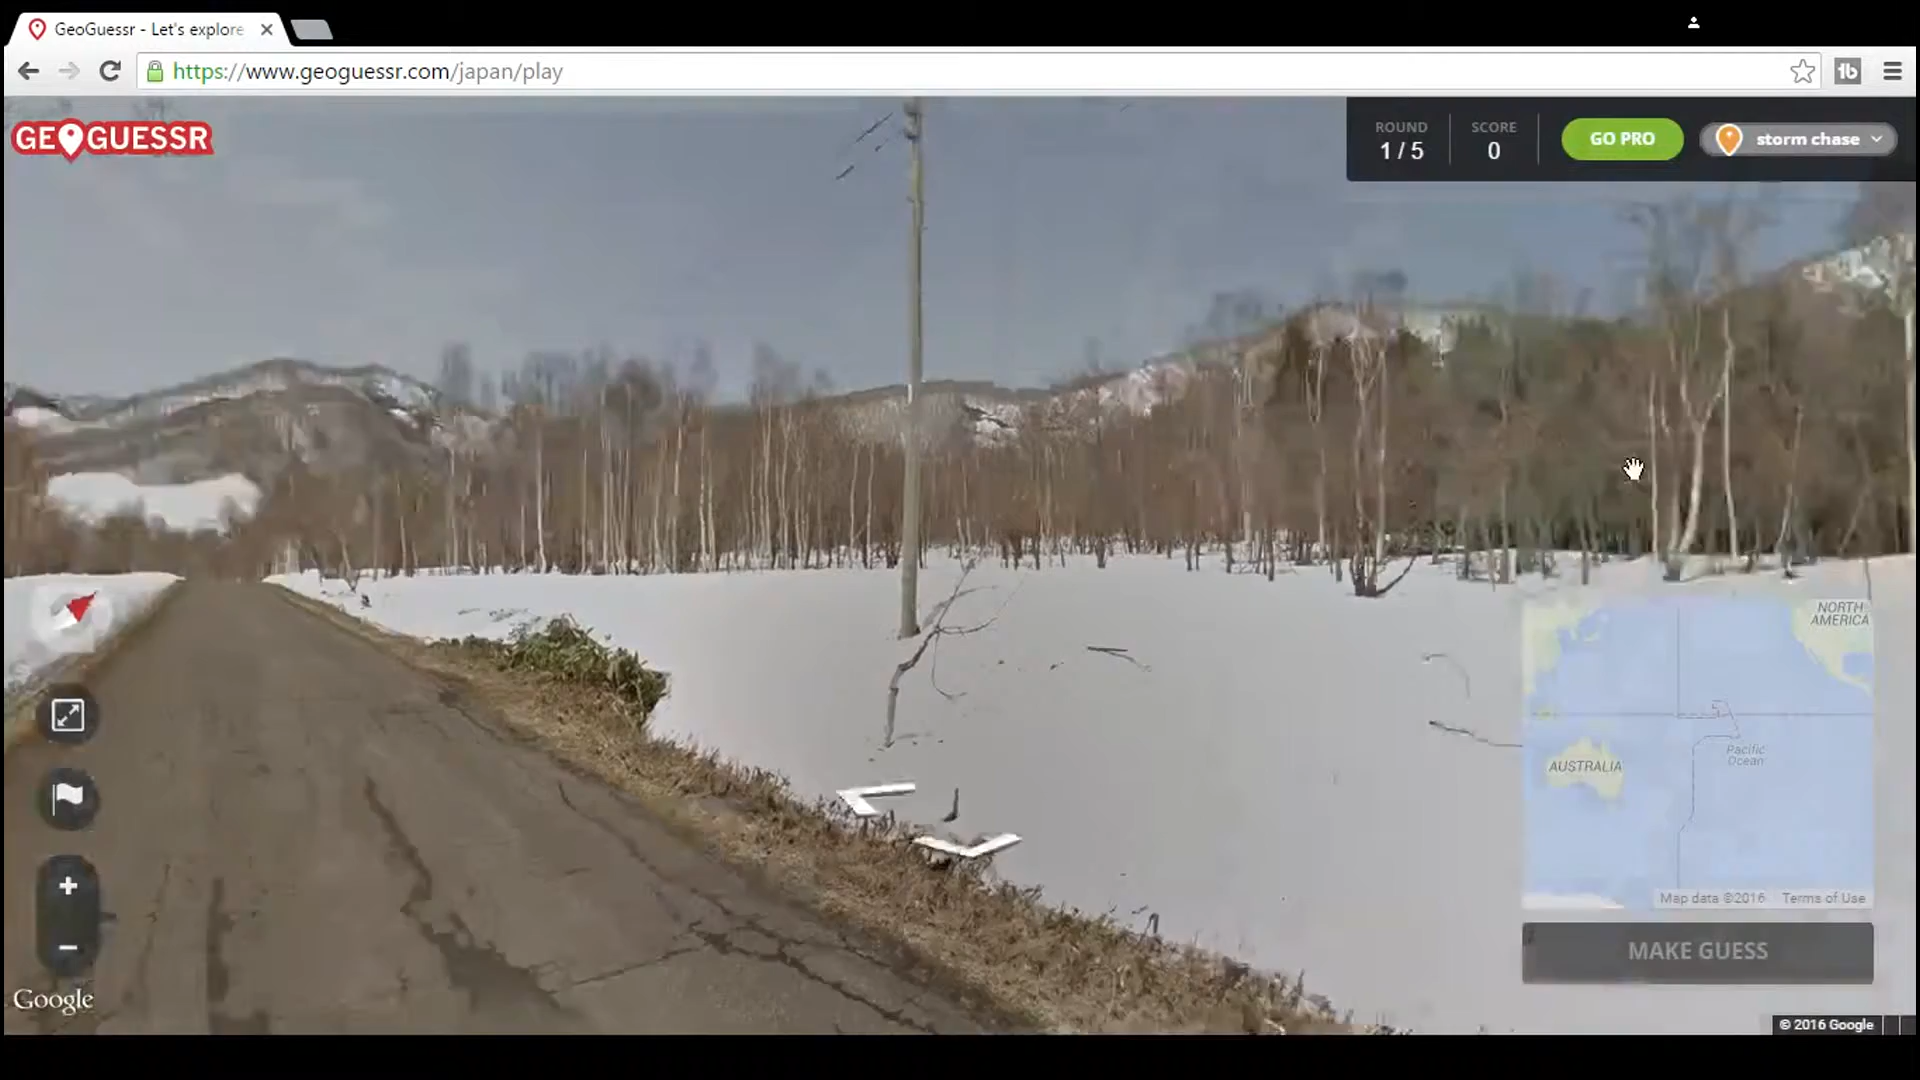 GeoGuessr - Let's explore
https://www.geoguessr.com/japan/play
GEOGUESSR
ROUND
1 / 5
SCORE
0
GO PRO
storm chase
NORTH
AMERICA
Pacific
Ocean
AUSTRALIA
Map data ©2016 Terms of Use
MAKE GUESS
Google
© 2016 Google